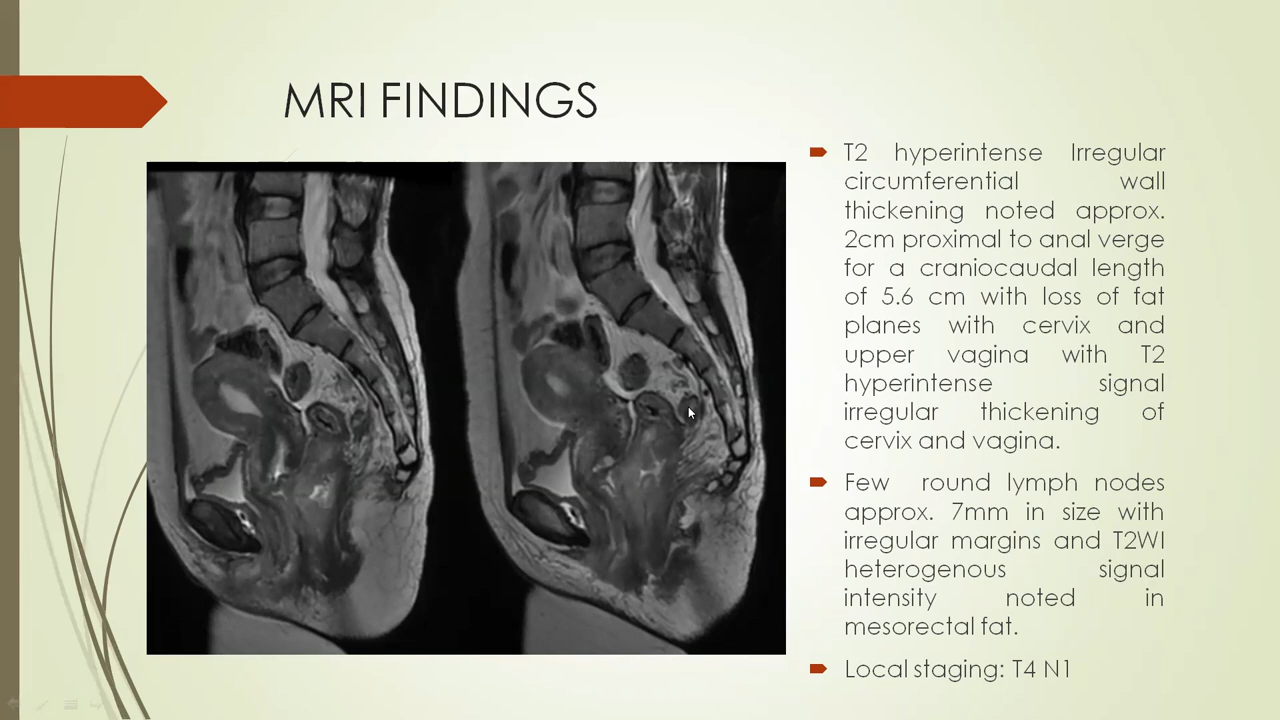 MRI FINDINGS
T2 hyperintense Irregular
circumferential wall
thickening noted approx.
2cm proximal to anal verge
for a craniocaudal length
of 5.6 cm with loss of fat
planes with cervix and
upper vagina with T2
hyperintense signal
irregular thickening of
cervix and vagina.
Few round lymph nodes
approx. 7mm in size with
irregular margins and T2WI
heterogenous signal
intensity noted in
mesorectal fat.
Local staging: T4 N1